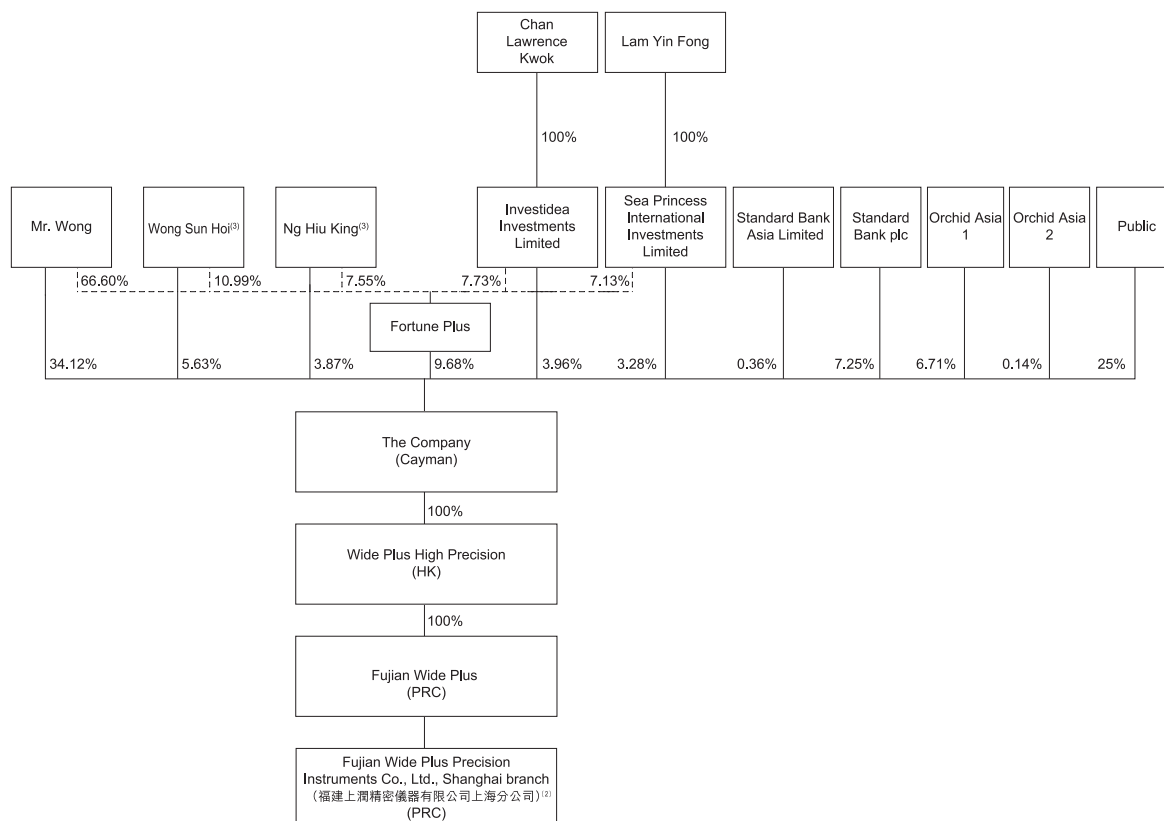 Chan
Lawrence
Kwok
Lam Yin Fong
100%
100%
Mr. Wong
Wong Sun Hoi(3)
Ng Hiu King(3)
Investidea
Investments
Limited
Sea Princess
International
Investments
Limited
Standard Bank
Asia Limited
Standard
Bank plc
Orchid Asia
1
Orchid Asia
2
Public
66.60%
10.99%
7.55%
7.73%
7.13%
Fortune Plus
34.12%
5.63%
3.87%
9.68%
3.96%
3.28%
0.36%
7.25%
6.71%
0.14%
25%
The Company
(Cayman)
100%
Wide Plus High Precision
(HK)
100%
Fujian Wide Plus
(PRC)
Fujian Wide Plus Precision
Instruments Co., Ltd., Shanghai branch
(福建上潤精密儀器有限公司上海分公司)(2)
(PRC)